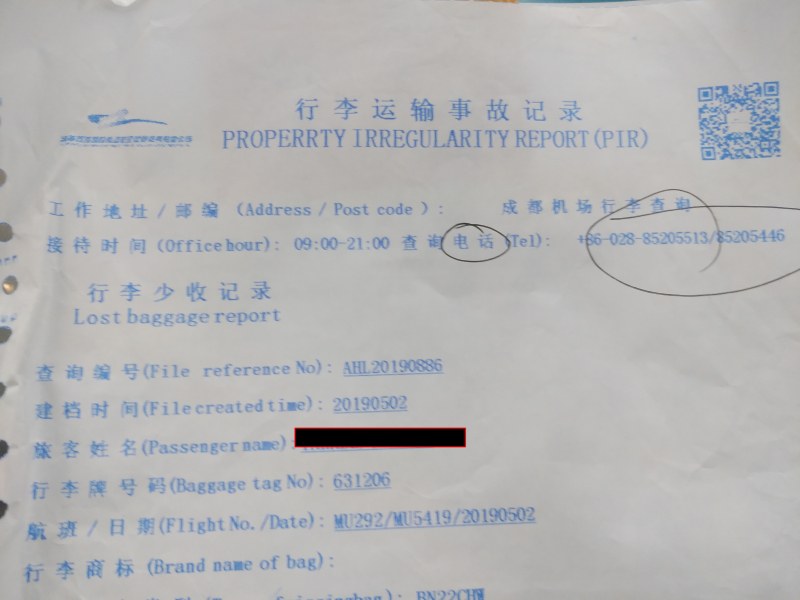 行李运输事故记录
PROPERRTY IRREGULARITY REPORT(PIR)
工作地址/邮编 (Address/Post code): 成都机场行李查询
接待时间(Office hour): 09:00-21:00 查询电话(Tel): +86-028-85205513/85205446
行李少收记录
Lost baggage report
查询编号(File reference No): AHL20190886
建档时间(File created time): 20190502
旅客姓名(Passenger name):
行李牌号码(Baggage tag No): 631206
航班/日期(Flight No./Date): MU292/MU5419/20190502
行李商标(Brand name of bag):
BN22CHW